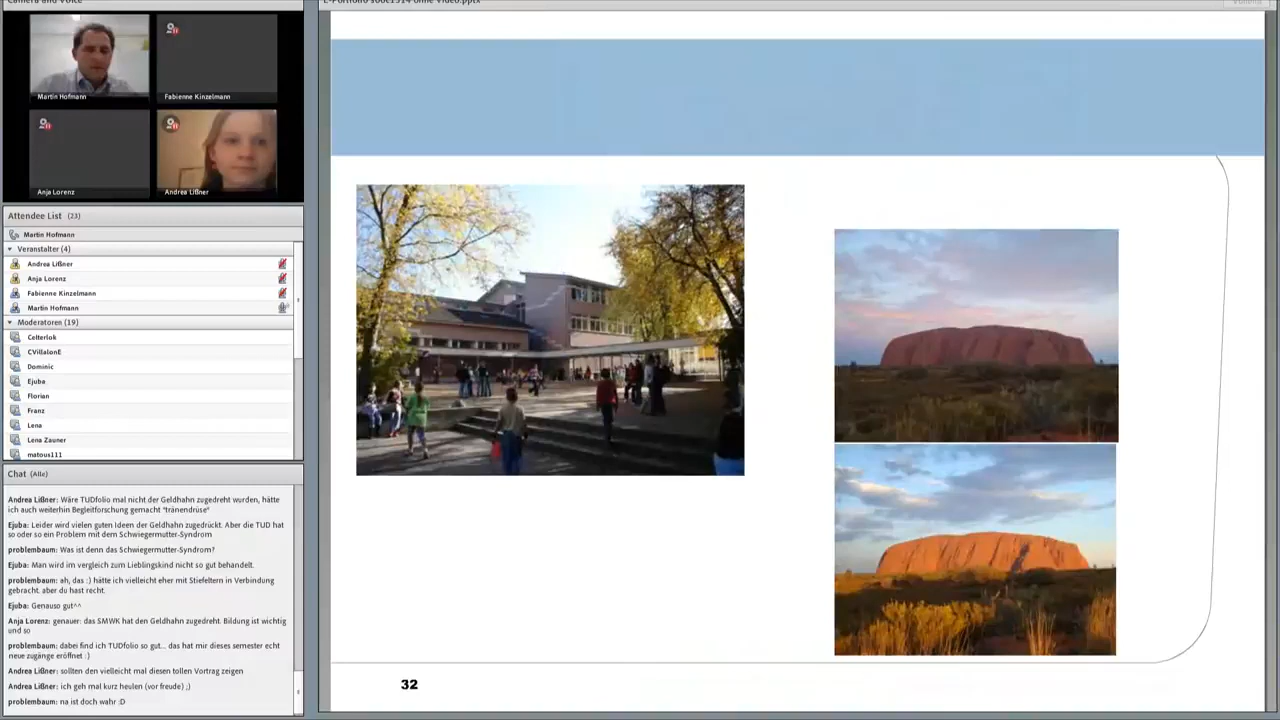 Camera and Voice
Martin Hofmann
Fabienne Kinzelmann
Anja Lorenz
Andrea Lißner
Attendee List (23)
Martin Hofmann
Veranstalter (4)
Andrea Lißner
Anja Lorenz
Fabienne Kinzelmann
Martin Hofmann
Moderatoren (19)
Celterlok
CVillalonE
Dominic
Ejuba
Florian
Franz
Lena
Lena Zauner
matous111
Chat (Alle)
Andrea Lißner: Wäre TUDfolio mal nicht der Geldhahn zugedreht wurden, hätte
ich auch weiterhin Begleitforschung gemacht *tränendrüse*
Ejuba: Leider wird vielen guten Ideen der Geldhahn zugedrückt. Aber die TUD hat
so oder so ein Problem mit dem Schwiegermutter-Syndrom
problembaum: Was ist denn das Schwiegermutter-Syndrom?
Ejuba: Man wird im vergleich zum Lieblingskind nicht so gut behandelt.
problembaum: ah, das :) hätte ich vielleicht eher mit Stiefeltern in Verbindung
gebracht. aber du hast recht.
Ejuba: Genauso gut^^
Anja Lorenz: genauer: das SMWK hat den Geldhahn zugedreht. Bildung ist wichtig
und so
problembaum: dabei find ich TUDfolio so gut... das hat mir dieses semester echt
neue zugänge eröffnet :)
Andrea Lißner: sollten den vielleicht mal diesen tollen Vortrag zeigen
Andrea Lißner: ich geh mal kurz heulen (vor freude) ;)
problembaum: na ist doch wahr :D
32